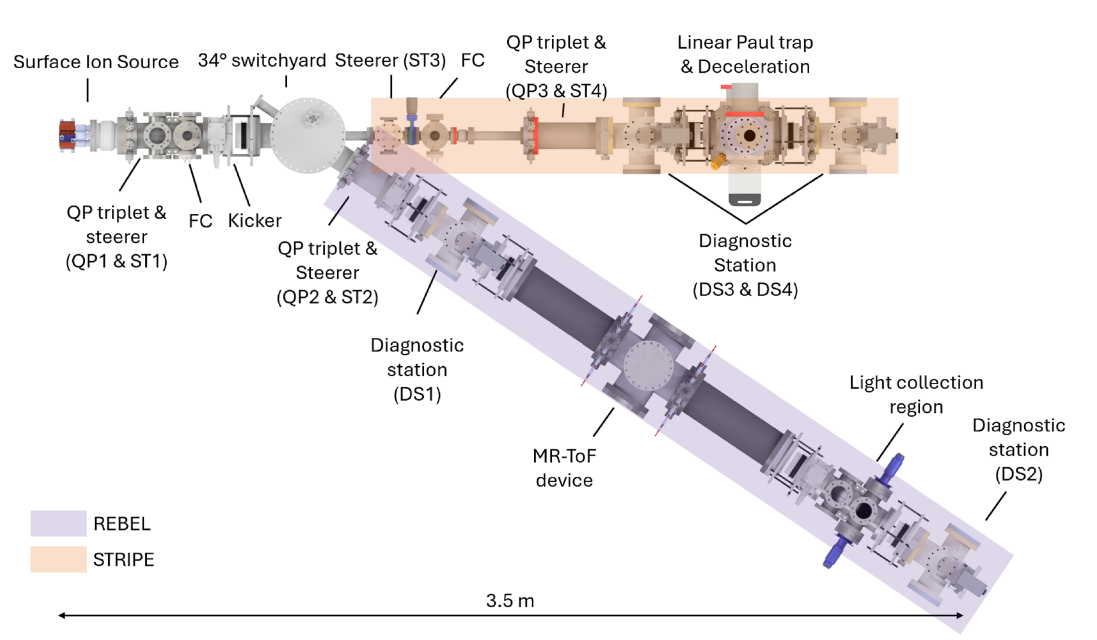 Surface Ion Source
34° switchyard
Steerer (ST3)
FC
QP triplet &
Steerer
(QP3 & ST4)
Linear Paul trap
& Deceleration
QP triplet &
steerer
(QP1 & ST1)
FC
Kicker
QP triplet &
Steerer
(QP2 & ST2)
Diagnostic
Station
(DS3 & DS4)
Diagnostic
station
(DS1)
MR-ToF
device
Light collection
region
Diagnostic
station
(DS2)
REBEL
STRIPE
3.5 m